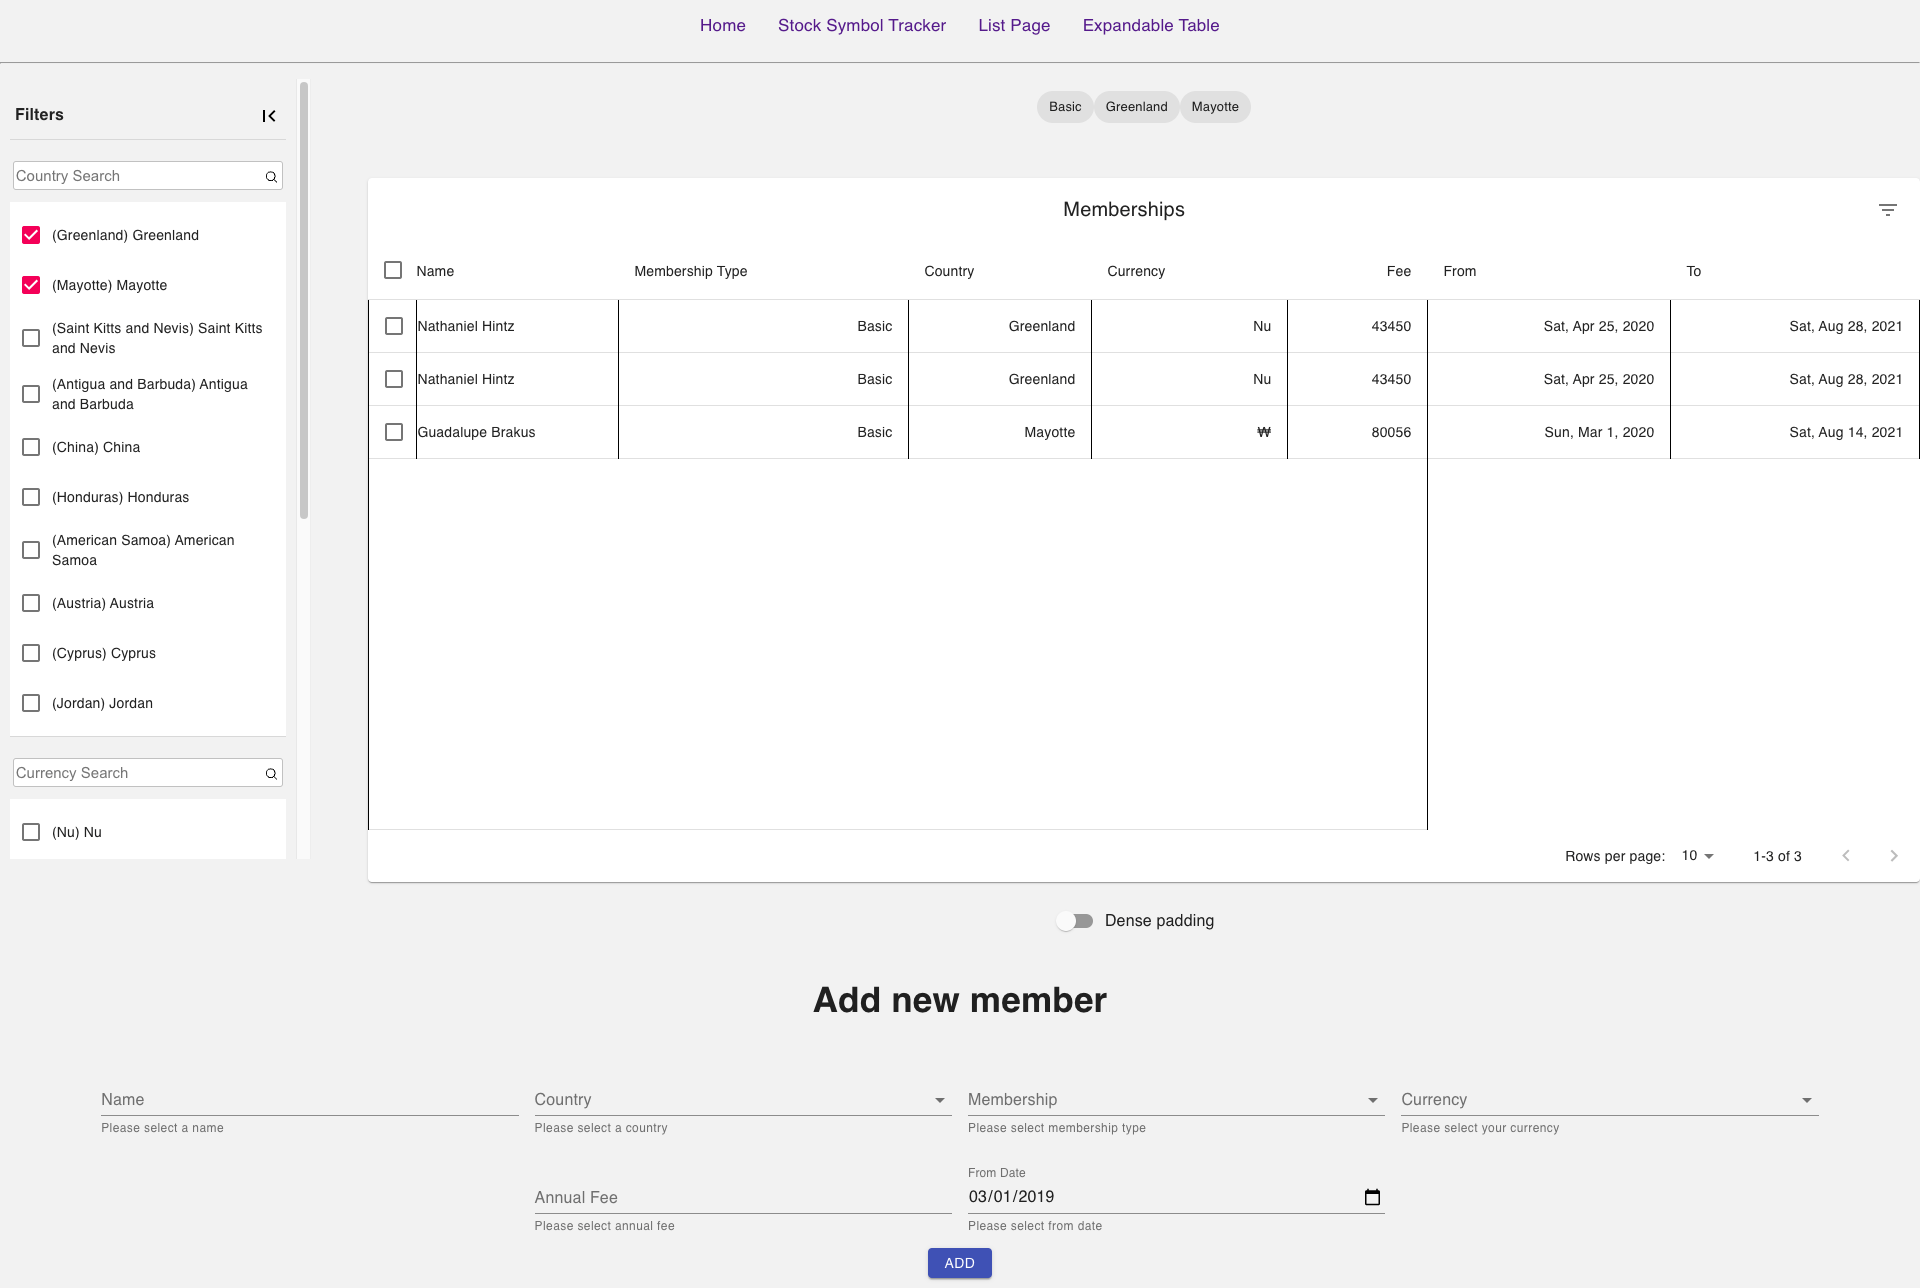 Home Stock Symbol Tracker List Page Expandable Table
Filters
Country Search
(Greenland) Greenland
(Mayotte) Mayotte
(Saint Kitts and Nevis) Saint Kitts
and Nevis
(Antigua and Barbuda) Antigua
and Barbuda
(China) China
(Honduras) Honduras
(American Samoa) American
Samoa
(Austria) Austria
(Cyprus) Cyprus
(Jordan) Jordan
Currency Search
(Nu) Nu
Basic Greenland Mayotte
Memberships
Name Membership Type Country Currency Fee From To
Nathaniel Hintz Basic Greenland Nu 43450 Sat, Apr 25, 2020 Sat, Aug 28, 2021
Nathaniel Hintz Basic Greenland Nu 43450 Sat, Apr 25, 2020 Sat, Aug 28, 2021
Guadalupe Brakus Basic Mayotte ₩ 80056 Sun, Mar 1, 2020 Sat, Aug 14, 2021
Rows per page: 10 1-3 of 3
Dense padding
Add new member
Name Country Membership Currency
Please select a name Please select a country Please select membership type Please select your currency
From Date
Annual Fee 03/01/2019
Please select annual fee Please select from date
ADD